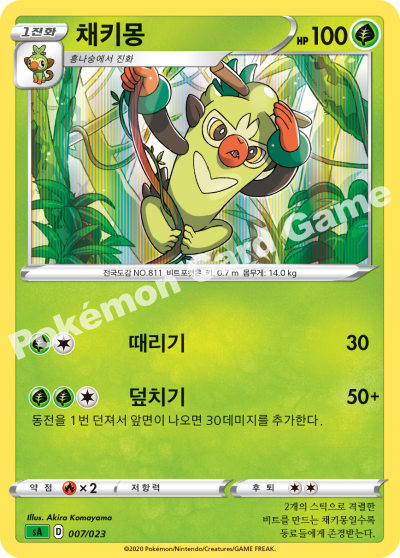 1진화
채키몽
HP 100
흥나숭에서 진화
전국도감 NO.811 비트포켓몬 키: 0.7 m 몸무게: 14.0 kg
Pokémon Card Game
때리기 30
덮치기 50+
동전을 1번 던져서 앞면이 나오면 30데미지를 추가한다.
약점 ×2 저항력 후퇴
Illus. Akira Komayama
sA D 007/023
2개의 스틱으로 격렬한
비트를 만드는 채키몽일수록
동료들에게 존경받는다.
©2020 Pokémon/Nintendo/Creatures/GAME FREAK.